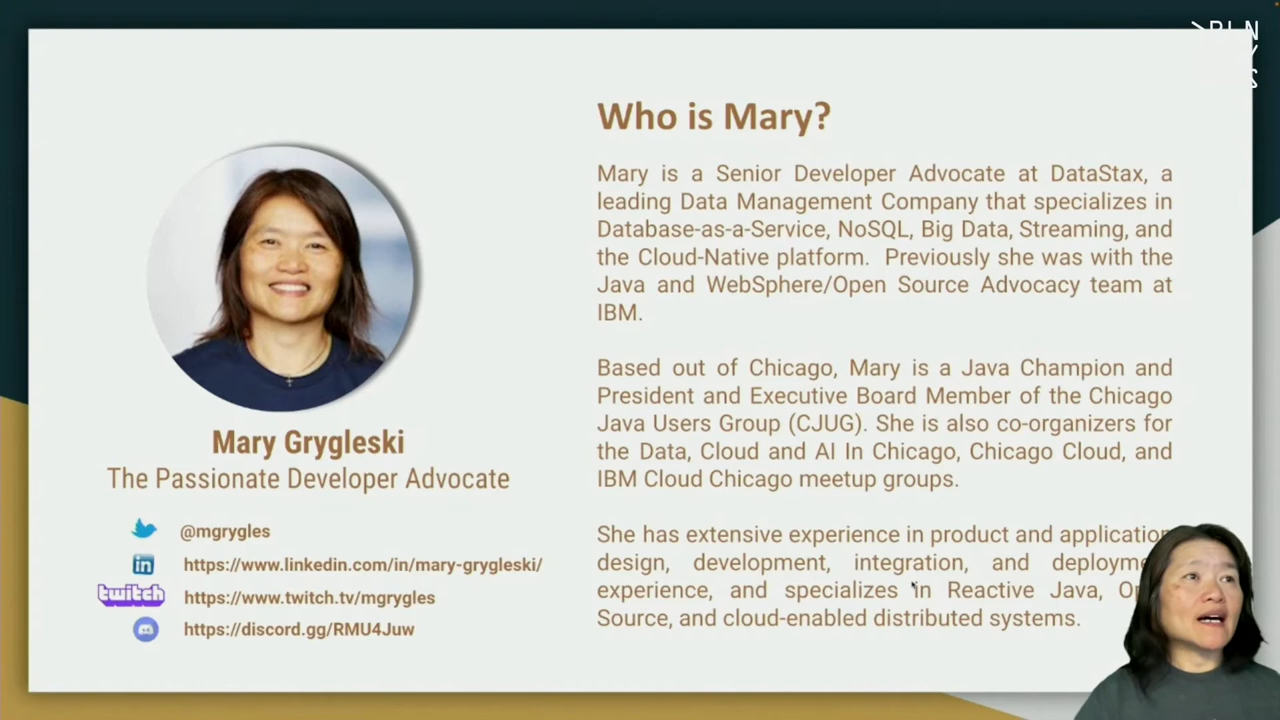 Who is Mary?
Mary is a Senior Developer Advocate at DataStax, a
leading Data Management Company that specializes in
Database-as-a-Service, NoSQL, Big Data, Streaming, and
the Cloud-Native platform. Previously she was with the
Java and WebSphere/Open Source Advocacy team at
IBM.
Based out of Chicago, Mary is a Java Champion and
President and Executive Board Member of the Chicago
Java Users Group (CJUG). She is also co-organizers for
the Data, Cloud and AI In Chicago, Chicago Cloud, and
IBM Cloud Chicago meetup groups.
She has extensive experience in product and application
design, development, integration, and
experience, and specializes in Reactive Java,
Source, and cloud-enabled distributed systems.
Mary Grygleski
The Passionate Developer Advocate
@mgrygles
in
https://www.linkedin.com/in/mary-grygleski/
twitch
https://www.twitch.tv/mgrygles
https://discord.gg/RMU4Juw